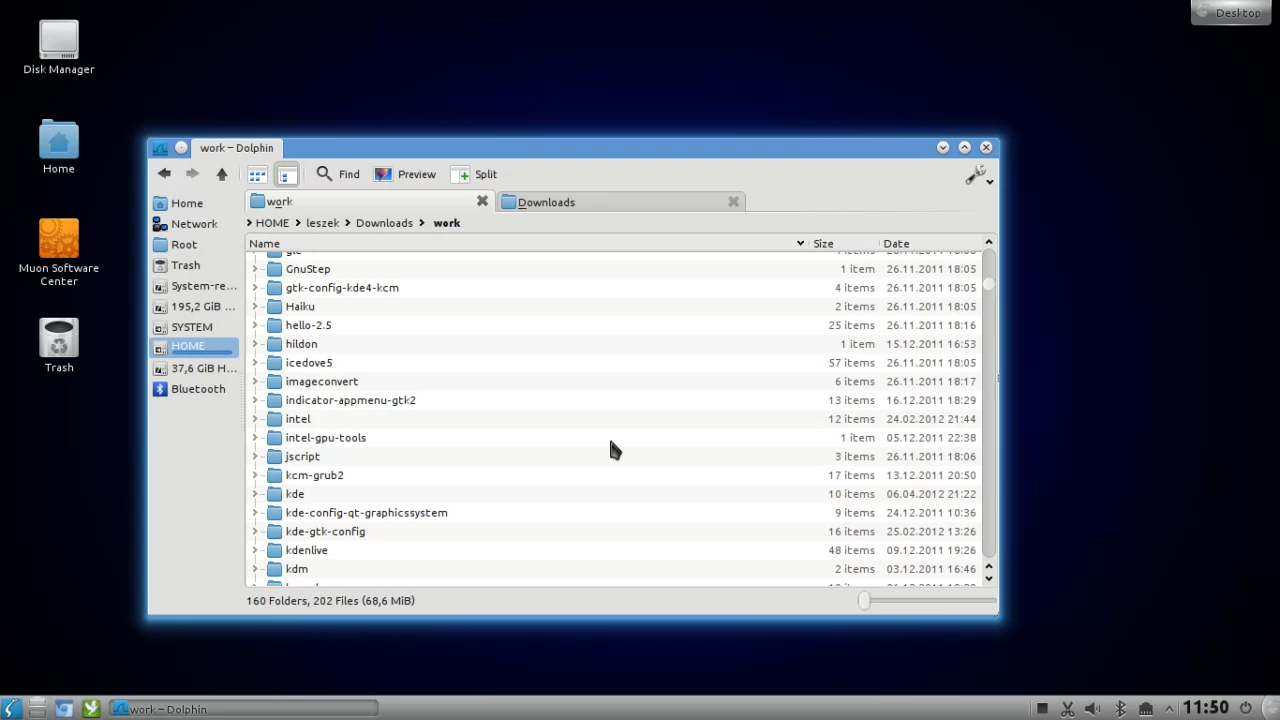 Desktop
Disk Manager
Home
Muon Software
Center
Trash
work – Dolphin
Find
Preview
Split
Home
Network
Root
Trash
System-re...
195,2 GiB ...
SYSTEM
HOME
37,6 GiB H...
Bluetooth
work
Downloads
HOME leszek Downloads work
Name Size Date
GnuStep 1 item 26.11.2011 18:05
gtk-config-kde4-kcm 4 items 26.11.2011 18:05
Haiku 2 items 26.11.2011 18:05
hello-2.5 25 items 26.11.2011 18:16
hildon 1 item 15.12.2011 16:53
icedove5 57 items 26.11.2011 18:05
imageconvert 6 items 26.11.2011 18:17
indicator-appmenu-gtk2 13 items 16.12.2011 18:29
intel 12 items 24.02.2012 21:44
intel-gpu-tools 1 item 05.12.2011 22:38
jscript 3 items 26.11.2011 18:06
kcm-grub2 17 items 13.12.2011 20:50
kde 10 items 06.04.2012 21:22
kde-config-qt-graphicssystem 9 items 24.12.2011 10:36
kde-gtk-config 16 items 25.02.2012 13:26
kdenlive 48 items 09.12.2011 19:26
kdm 2 items 03.12.2011 16:46
160 Folders, 202 Files (68,6 MiB)
work – Dolphin
11:50